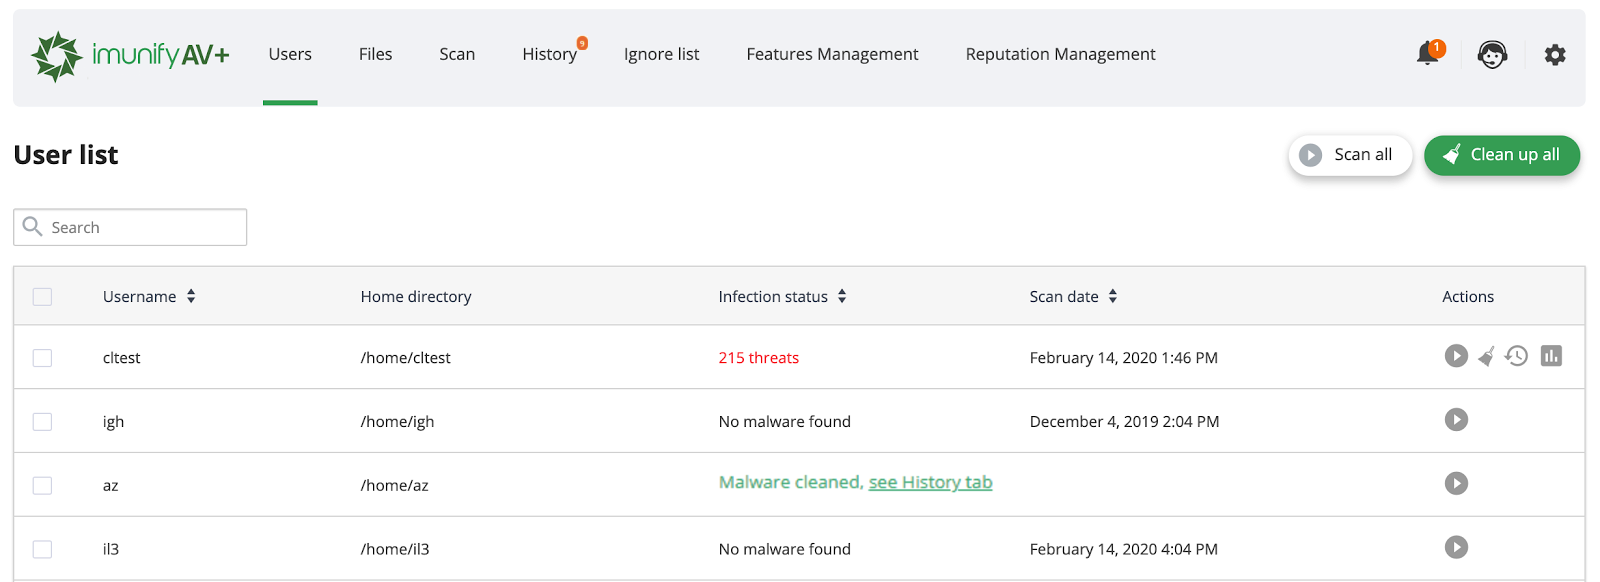 imunify AV+ Users Files Scan History 9 Ignore list Features Management Reputation Management 1
User list Scan all Clean up all
Search
Username Home directory Infection status Scan date Actions
cltest /home/cltest 215 threats February 14, 2020 1:46 PM
igh /home/igh No malware found December 4, 2019 2:04 PM
az /home/az Malware cleaned, see History tab
il3 /home/il3 No malware found February 14, 2020 4:04 PM